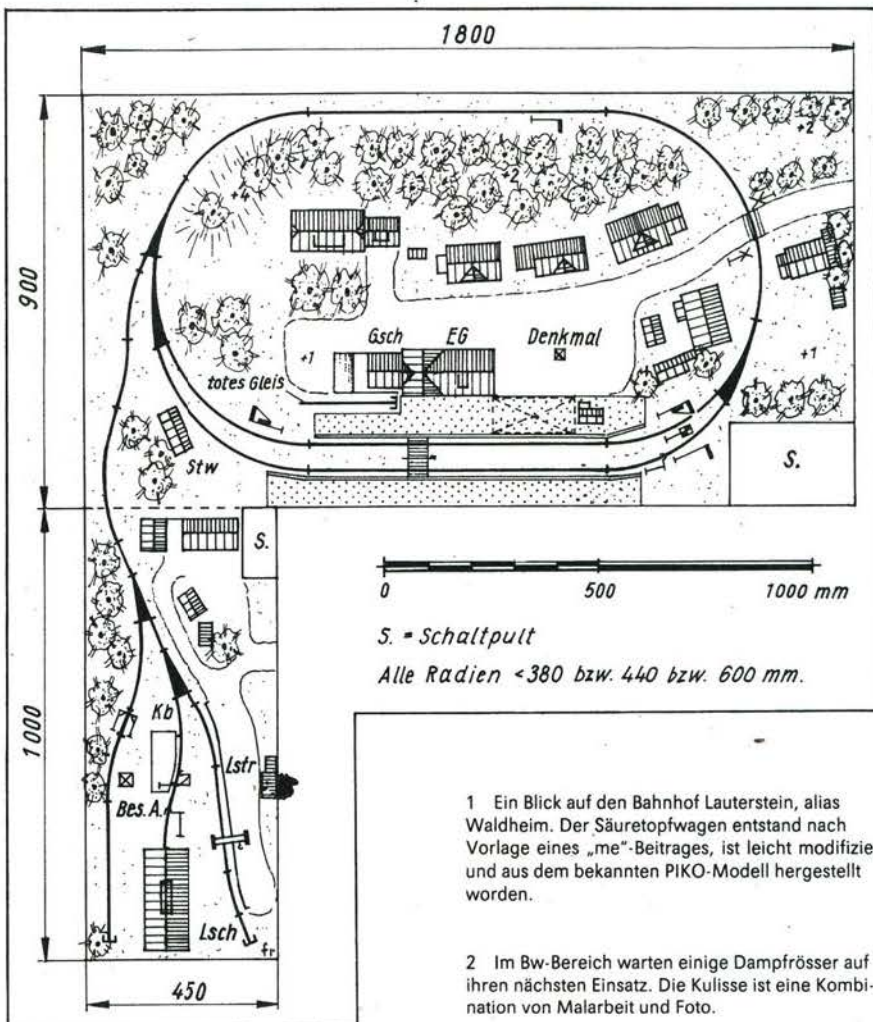 1800
+2
+4
+2
900
Gsch
EG
Denkmal
+1
+1
totes Gleis
Stw
S.
S.
0
500
1000 mm
S. = Schaltpult
Alle Radien <380 bzw. 440 bzw. 600 mm.
1000
Kb
Lstr
Bes. A.
Lsch
fr
450
1 Ein Blick auf den Bahnhof Lauterstein, alias
Waldheim. Der Säuretopfwagen entstand nach
Vorlage eines „me"-Beitrages, ist leicht modifizie
und aus dem bekannten PIKO-Modell hergestellt
worden.
2 Im Bw-Bereich warten einige Dampfrösser auf
ihren nächsten Einsatz. Die Kulisse ist eine Kombi-
nation von Malarbeit und Foto.